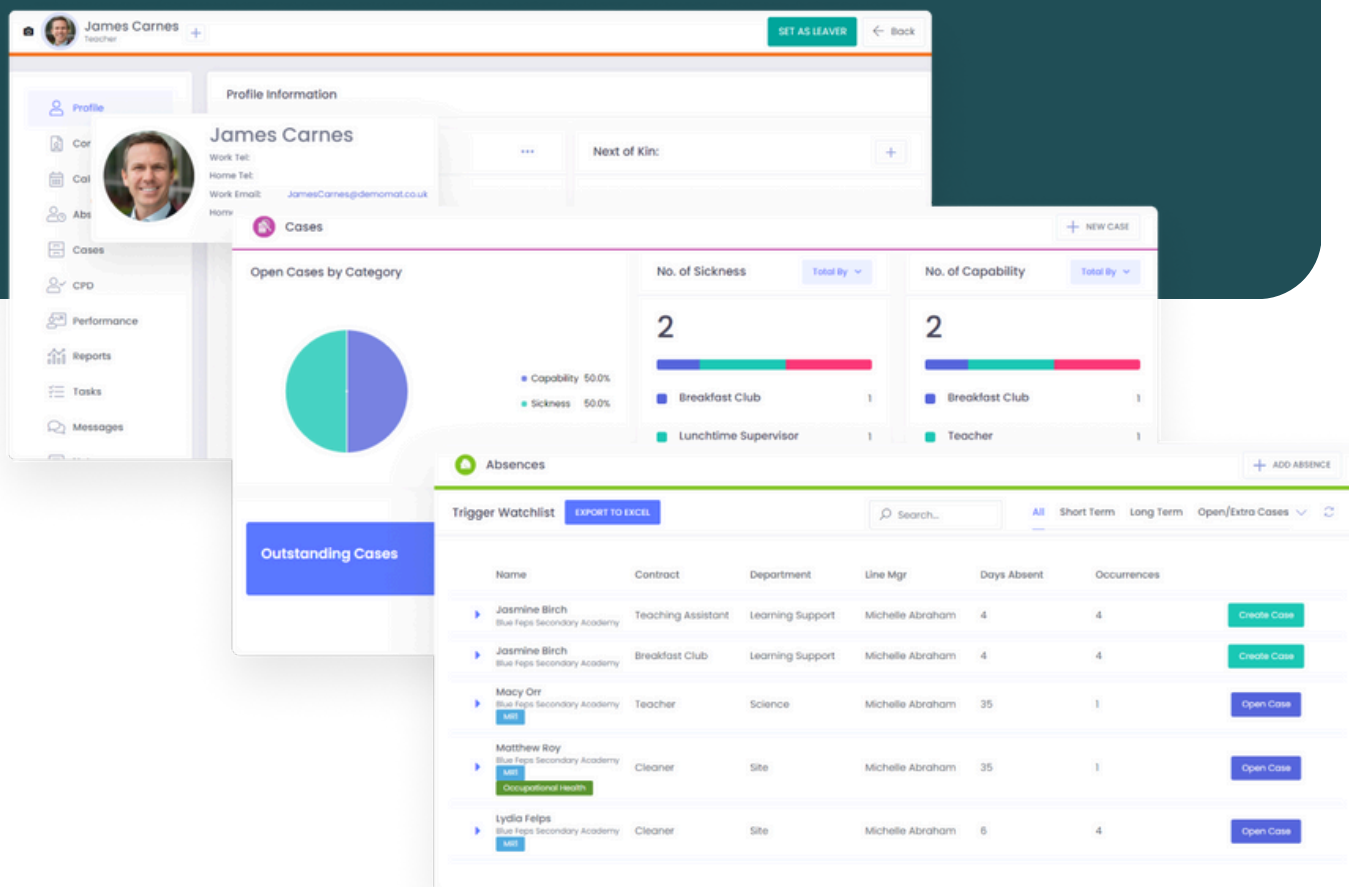 James Carnes
Teacher
SET AS LEAVER
Back
Profile
Cases
CPD
Performance
Reports
Tasks
Messages
Profile Information
Next of Kin:
James Carnes
Work Tel:
Home Tel:
Work Email: JamesCarnes@demomat.co.uk
Cases
NEW CASE
Open Cases by Category
Capability 50.0%
Sickness 50.0%
No. of Sickness
Total By
2
Breakfast Club 1
Lunchtime Supervisor 1
No. of Capability
Total By
2
Breakfast Club 1
Teacher 1
Outstanding Cases
Absences
ADD ABSENCE
Trigger Watchlist EXPORT TO EXCEL Search... All Short Term Long Term Open/Extra Cases
Name Contract Department Line Mgr Days Absent Occurrences
Jasmine Birch
Blue Feps Secondary Academy Teaching Assistant Learning Support Michelle Abraham 4 4 Create Case
Jasmine Birch
Blue Feps Secondary Academy Breakfast Club Learning Support Michelle Abraham 4 4 Create Case
Macy Orr
Blue Feps Secondary Academy Teacher Science Michelle Abraham 35 1 Open Case
Matthew Roy
Blue Feps Secondary Academy Cleaner Site Michelle Abraham 35 1 Open Case
Occupational Health
Lydia Felps
Blue Feps Secondary Academy Cleaner Site Michelle Abraham 6 4 Open Case